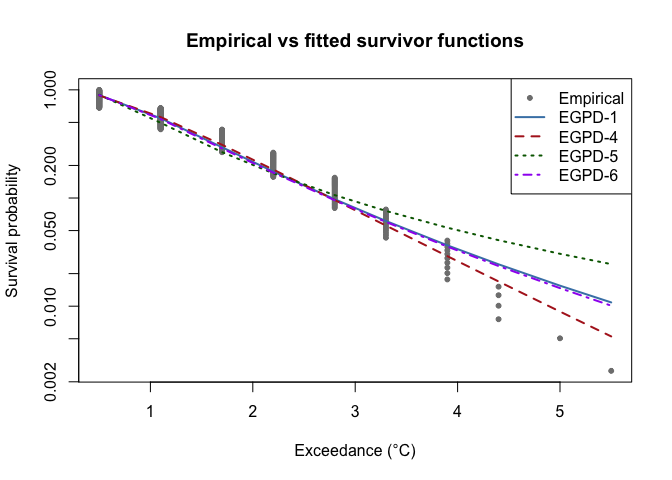 Empirical vs fitted survivor functions
Empirical
EGPD-1
EGPD-4
EGPD-5
EGPD-6
Survival probability
1.000
0.200
0.050
0.010
0.002
1 2 3 4 5
Exceedance (°C)